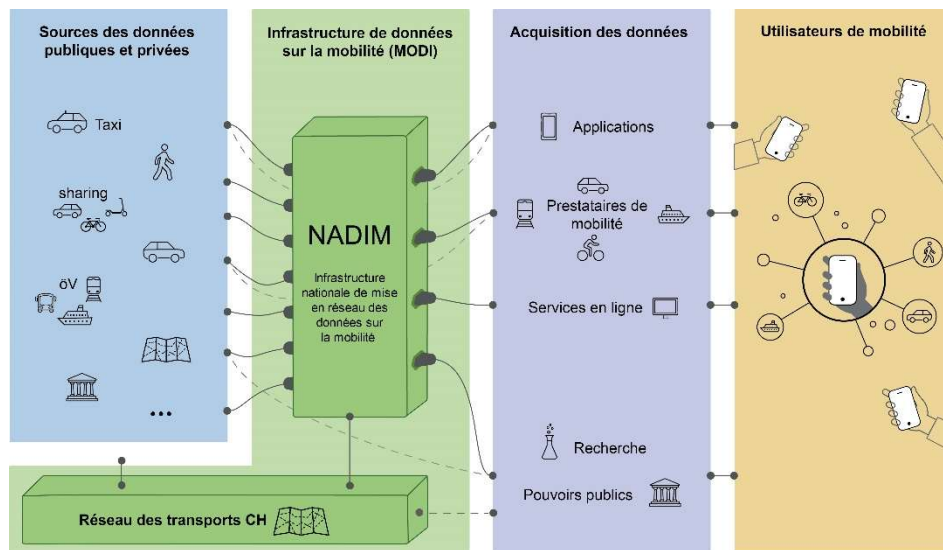 Sources des données
publiques et privées
Infrastructure de données
sur la mobilité (MODI)
Acquisition des données
Utilisateurs de mobilité
Taxi
sharing
öV
...
NADIM
Infrastructure
nationale de mise
en réseau des
données sur
la mobilité
Applications
Prestataires de
mobilité
Services en ligne
Recherche
Pouvoirs publics
Réseau des transports CH